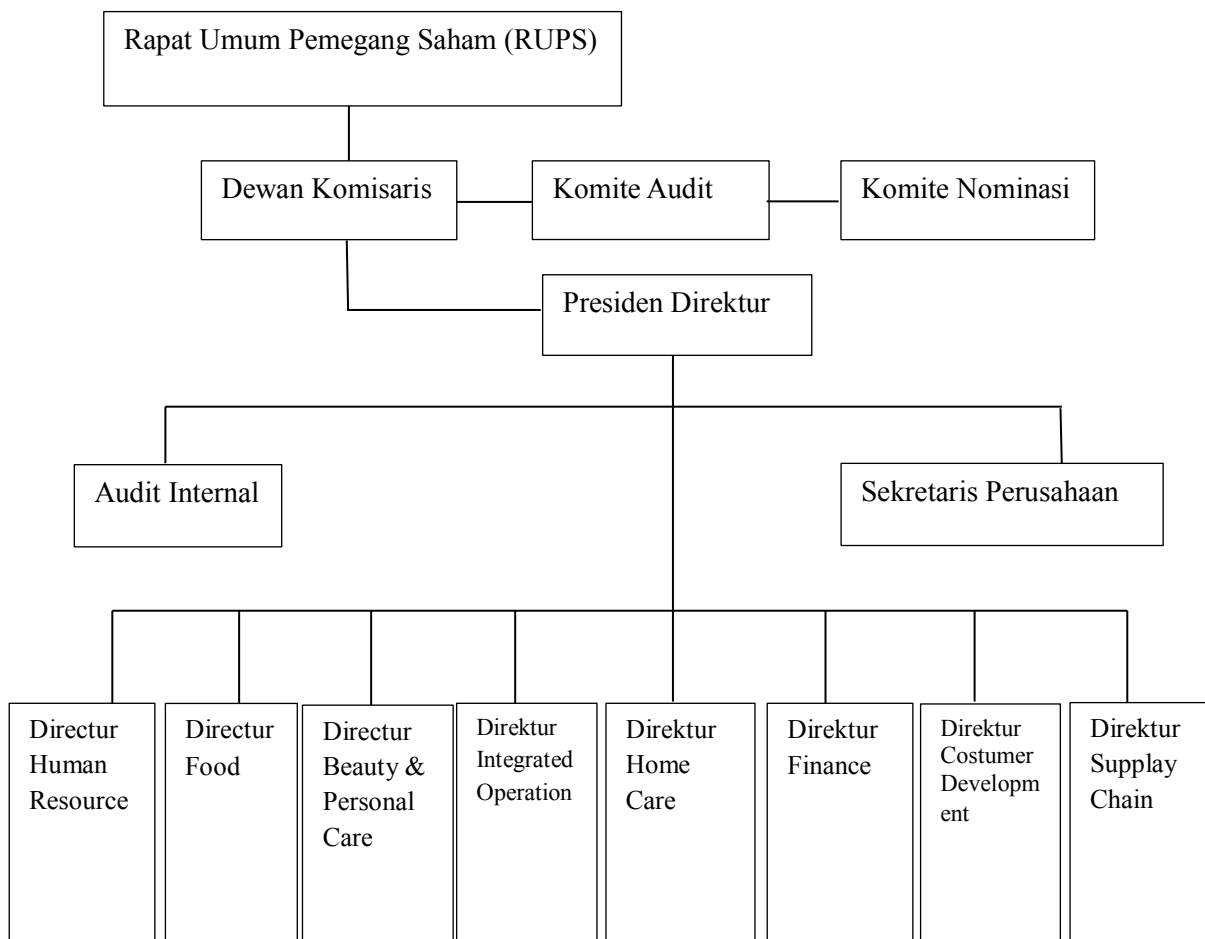 Rapat Umum Pemegang Saham (RUPS)
Dewan Komisaris
Komite Audit
Komite Nominasi
Presiden Direktur
Audit Internal
Sekretaris Perusahaan
Directur
Human
Resource
Directur
Food
Directur
Beauty &
Personal
Care
Direktur
Integrated
Operation
Direktur
Home
Care
Direktur
Finance
Direktur
Costumer
Developm
ent
Direktur
Supplay
Chain